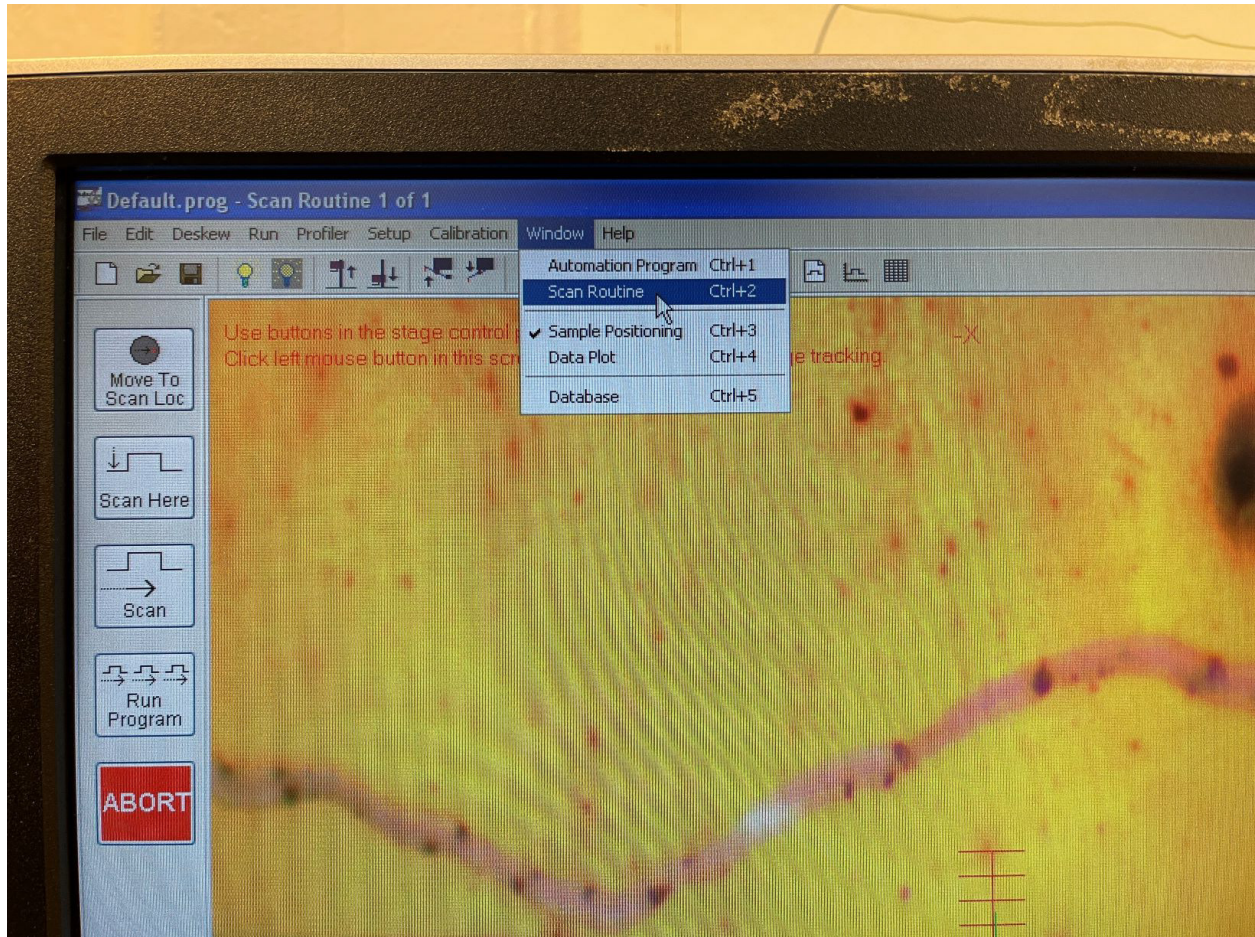 Default.prog - Scan Routine 1 of 1
File Edit Deskew Run Profiler Setup Calibration Window Help
Automation Program Ctrl+1
Scan Routine Ctrl+2
Sample Positioning Ctrl+3
Data Plot Ctrl+4
Database Ctrl+5
Use buttons in the stage control
Click left mouse button in this scr
e tracking.
-X
Move To
Scan Loc
Scan Here
Scan
Run
Program
ABORT